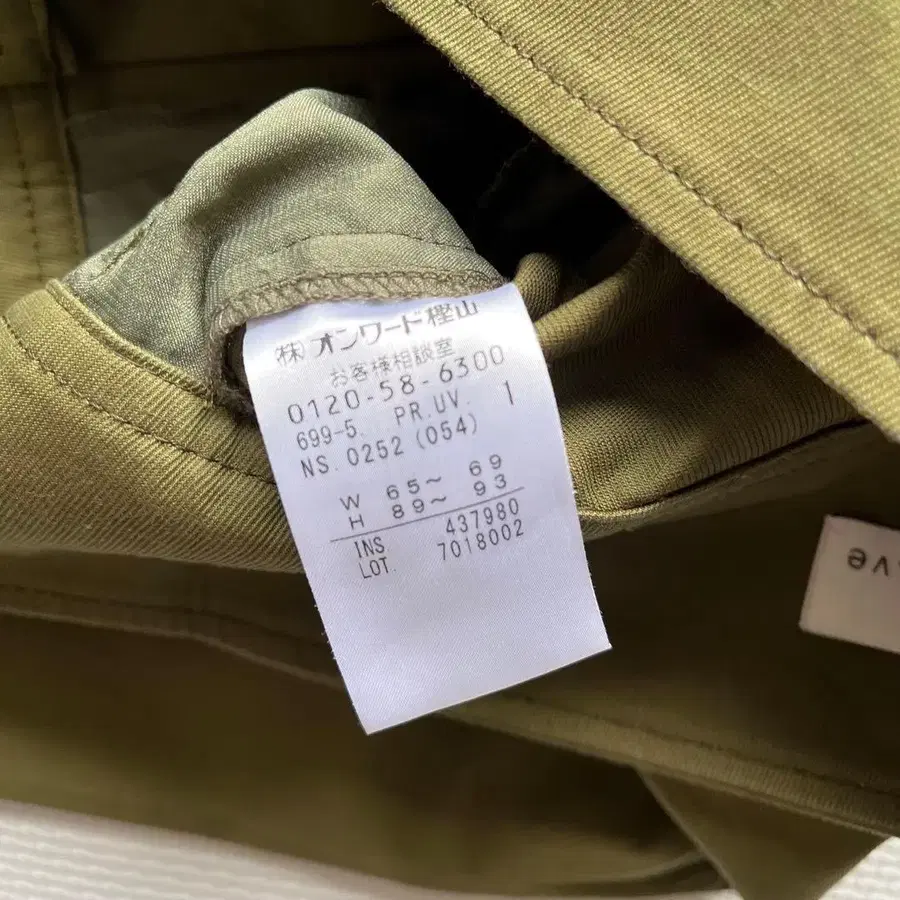 (株)オンワード樫山
お客様相談室
0120-58-6300
699-5. PR.UV. 1
NS. 0252 (054)
W 65～ 69
H 89～ 93
INS 437980
LOT. 7018002